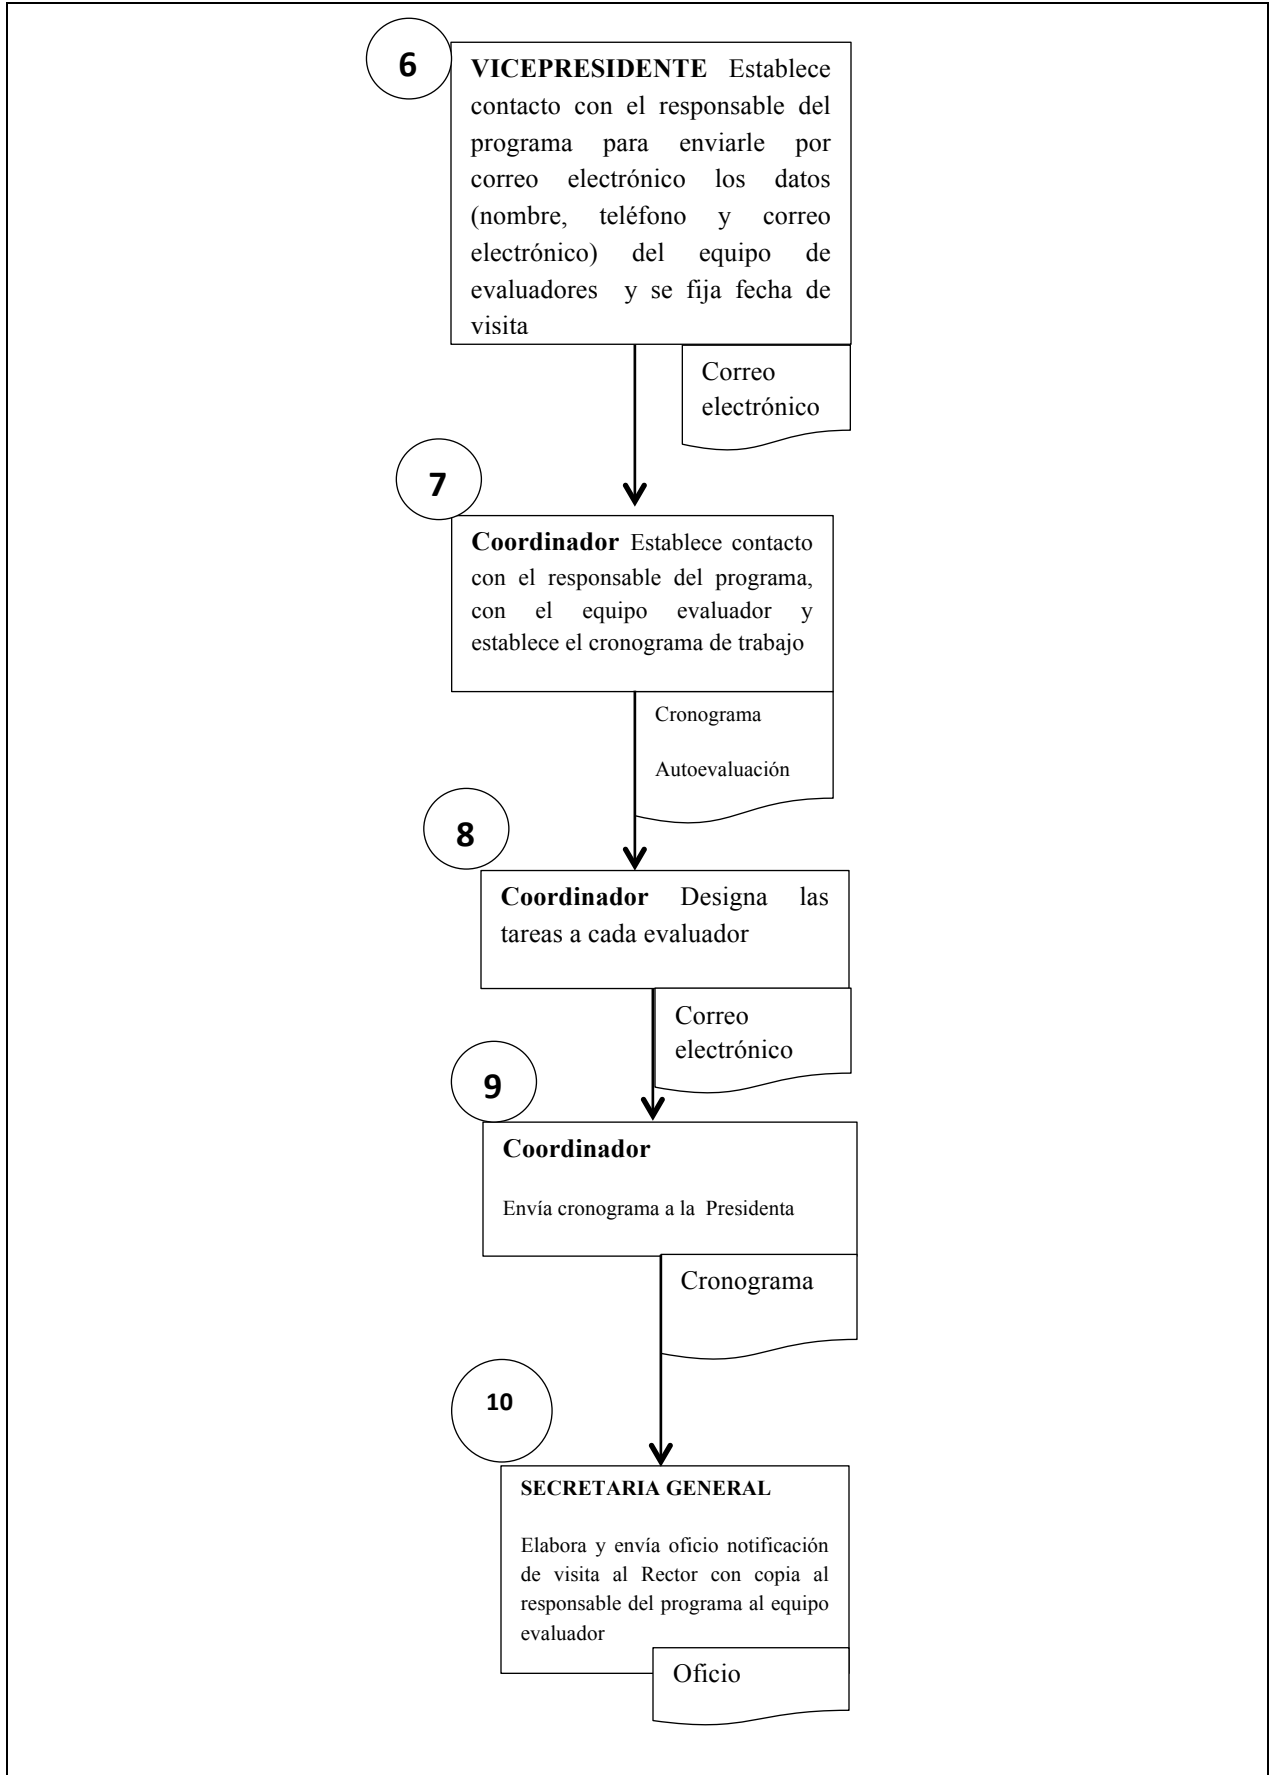 6
VICEPRESIDENTE Establece
contacto con el responsable del
programa para enviarle por
correo electrónico los datos
(nombre, teléfono y correo
electrónico) del equipo de
evaluadores y se fija fecha de
visita
Correo
electrónico
7
Coordinador Establece contacto
con el responsable del programa,
con el equipo evaluador y
establece el cronograma de trabajo
Cronograma
Autoevaluación
8
Coordinador Designa las
tareas a cada evaluador
Correo
electrónico
9
Coordinador
Envía cronograma a la Presidenta
Cronograma
10
SECRETARIA GENERAL
Elabora y envía oficio notificación
de visita al Rector con copia al
responsable del programa al equipo
evaluador
Oficio